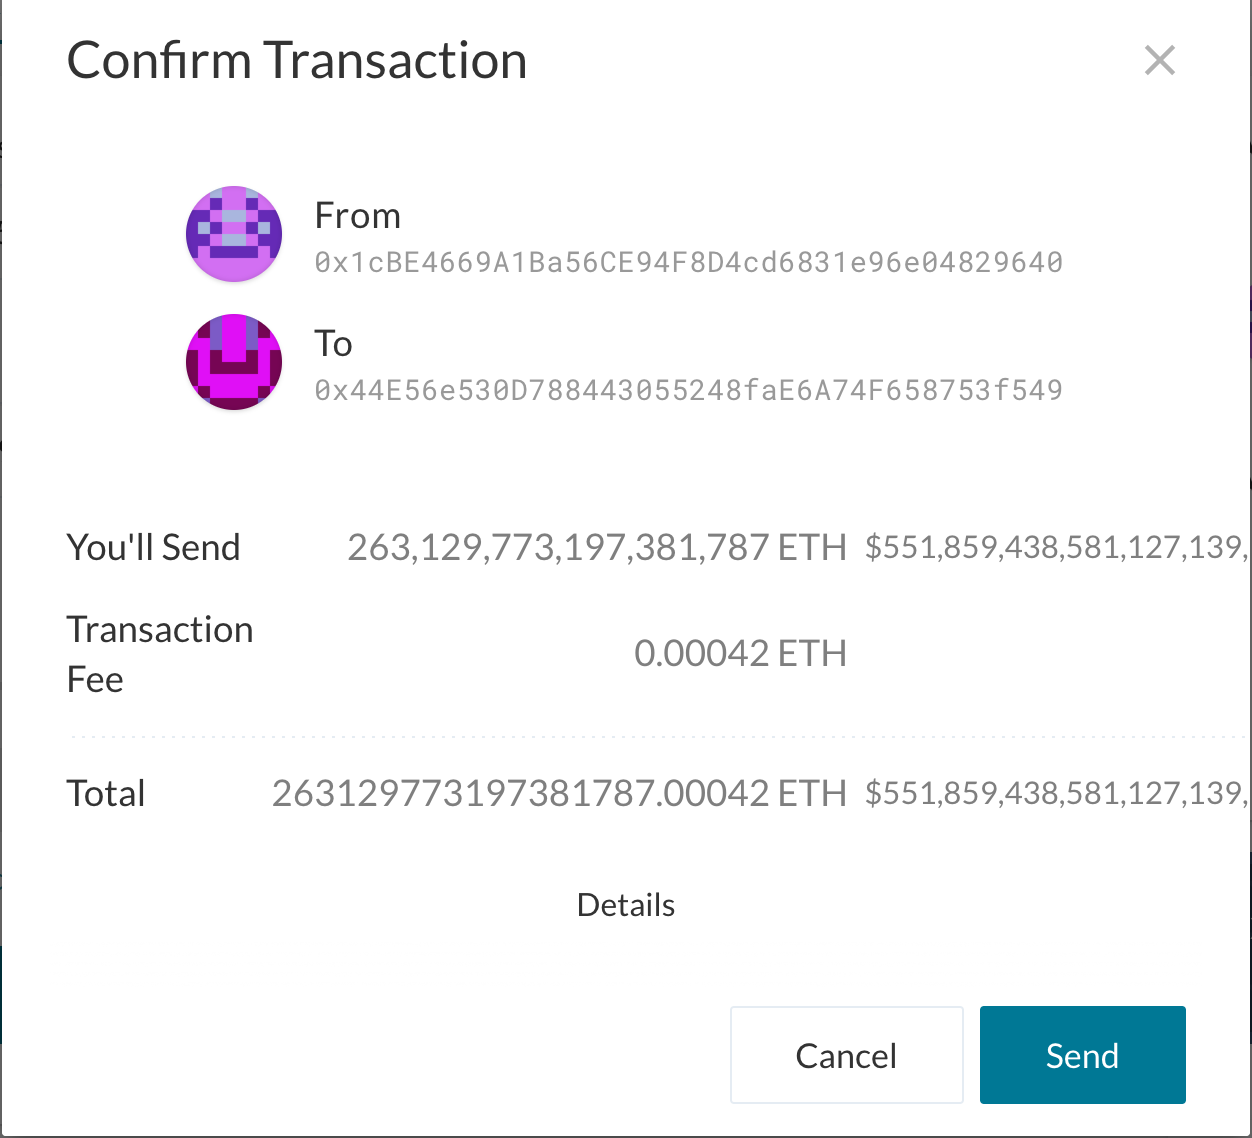 Confirm Transaction
From
0x1cBE4669A1Ba56CE94F8D4cd6831e96e04829640
To
0x44E56e530D788443055248faE6A74F658753f549
You'll Send 263,129,773,197,381,787 ETH $551,859,438,581,127,139,
Transaction
Fee
0.00042 ETH
Total 263129773197381787.00042 ETH $551,859,438,581,127,139,
Details
Cancel Send